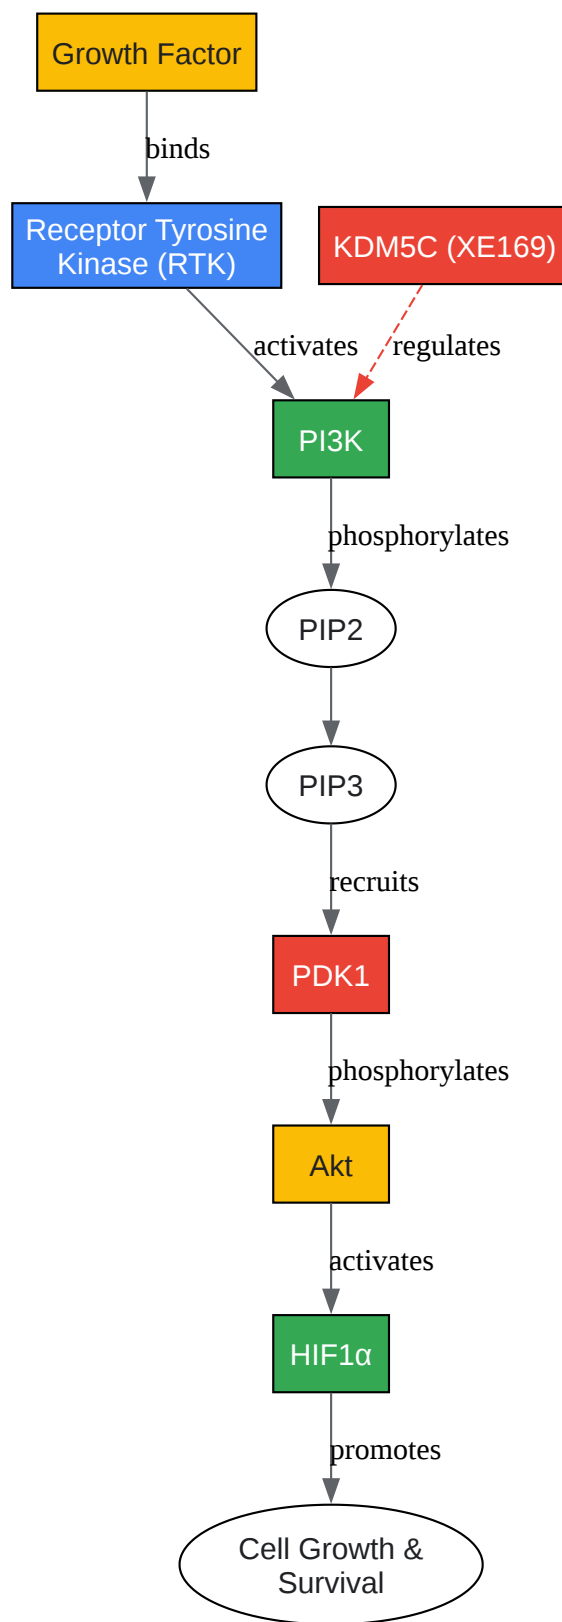 Growth Factor
binds
Receptor Tyrosine
Kinase (RTK)
KDM5C (XE169)
activates
regulates
PI3K
phosphorylates
PIP2
PIP3
recruits
PDK1
phosphorylates
Akt
activates
HIF1α
promotes
Cell Growth &
Survival